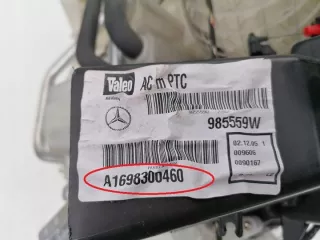 Valeo AC m PTC
985559W
02.12.05 1
009606
0090167
A1698300460